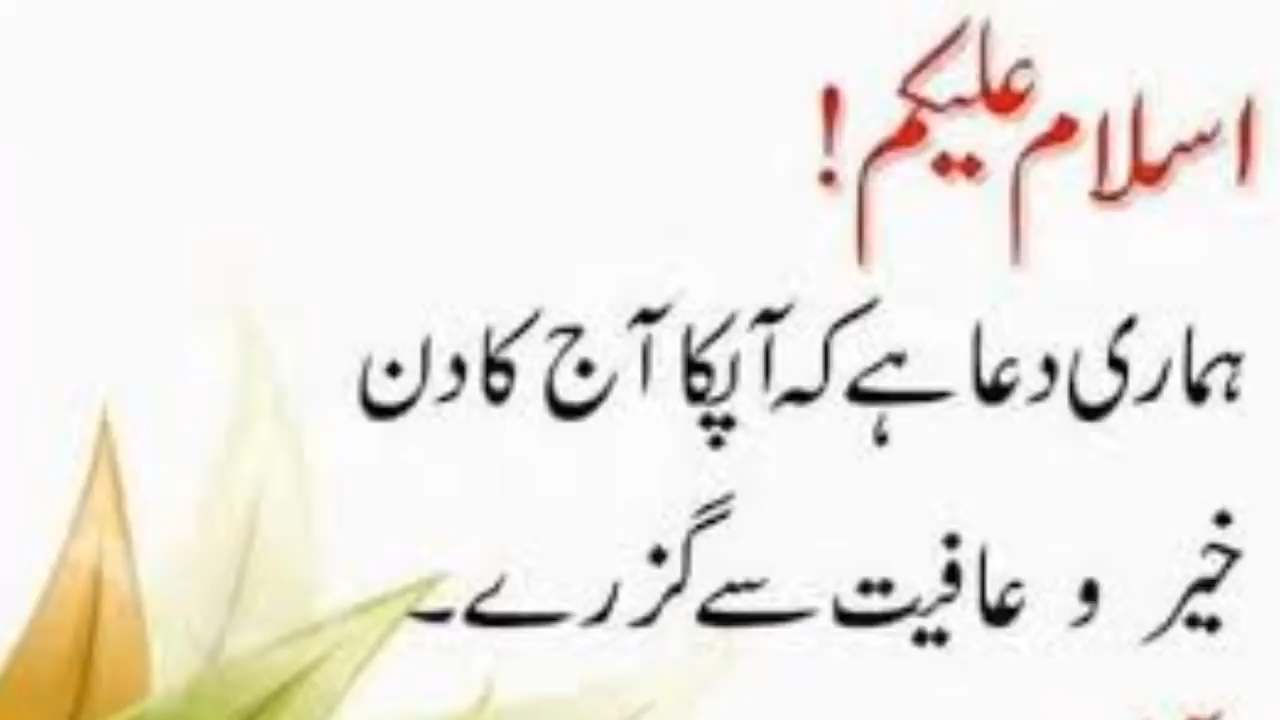 اسلام علیکم!
ہماری دعا ہے کہ آپکا آج کا دن
خیر و عافیت سے گزرے۔